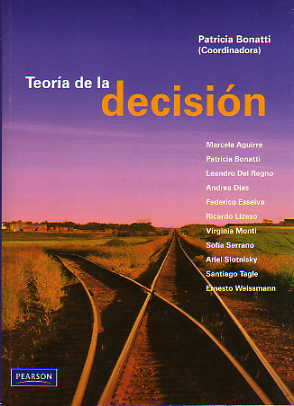 Patricia Bonatti
(Coordinadora)
Teoría de la
decisión
Marcela Aguirre
Patricia Bonatti
Leandro Del Regno
Andrea Dias
Federico Esseiva
Ricardo Lizaso
Virginia Monti
Sofía Serrano
Ariel Slotnisky
Santiago Tagle
Ernesto Weissmann
PEARSON